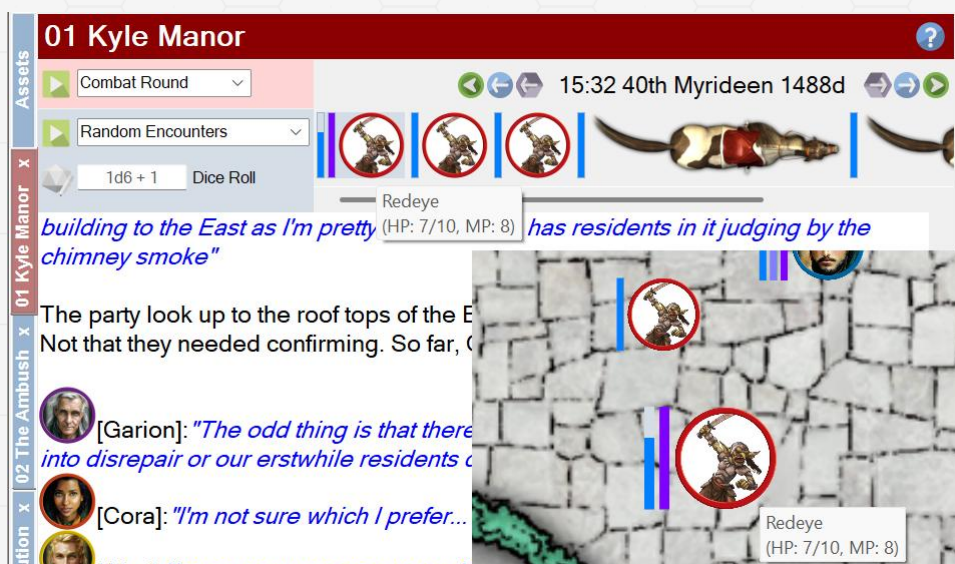 01 Kyle Manor
?
Assets
Combat Round
15:32 40th Myrideen 1488d
Random Encounters
1d6 + 1 Dice Roll
01 Kyle Manor x
02 The Ambush x
ution x
Redeye
(HP: 7/10, MP: 8)
building to the East as I'm pretty has residents in it judging by the
chimney smoke"
The party look up to the roof tops of the
Not that they needed confirming. So far,
[Garion]: "The odd thing is that there
into disrepair or our erstwhile residents
[Cora]: "I'm not sure which I prefer...
Redeye
(HP: 7/10, MP: 8)